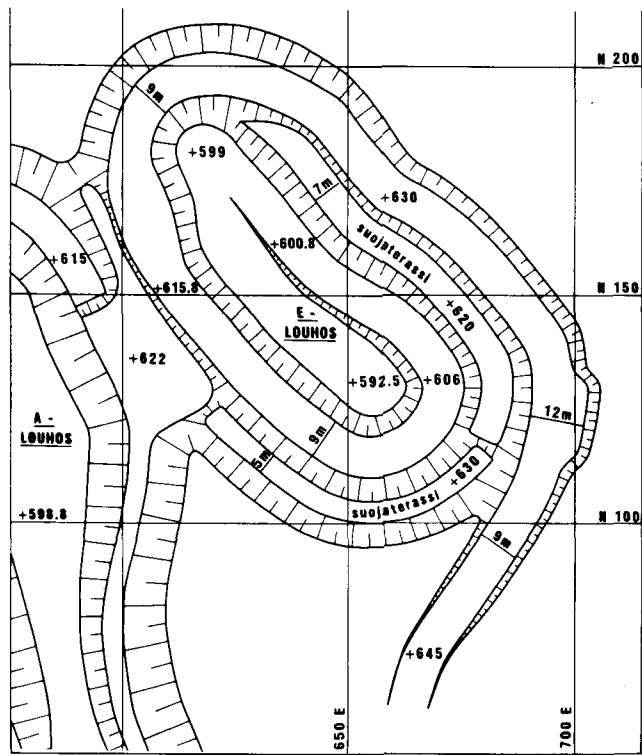 N 200
9m
+599
7m
+630
suojaterassi
+600.8
+615
+615.8
N 150
+620
E -
LOUHOS
+622
+592.5
+606
A -
LOUHOS
12m
9m
5m
+630
suojaterassi
+598.8
N 100
9m
+645
650 E
700 E